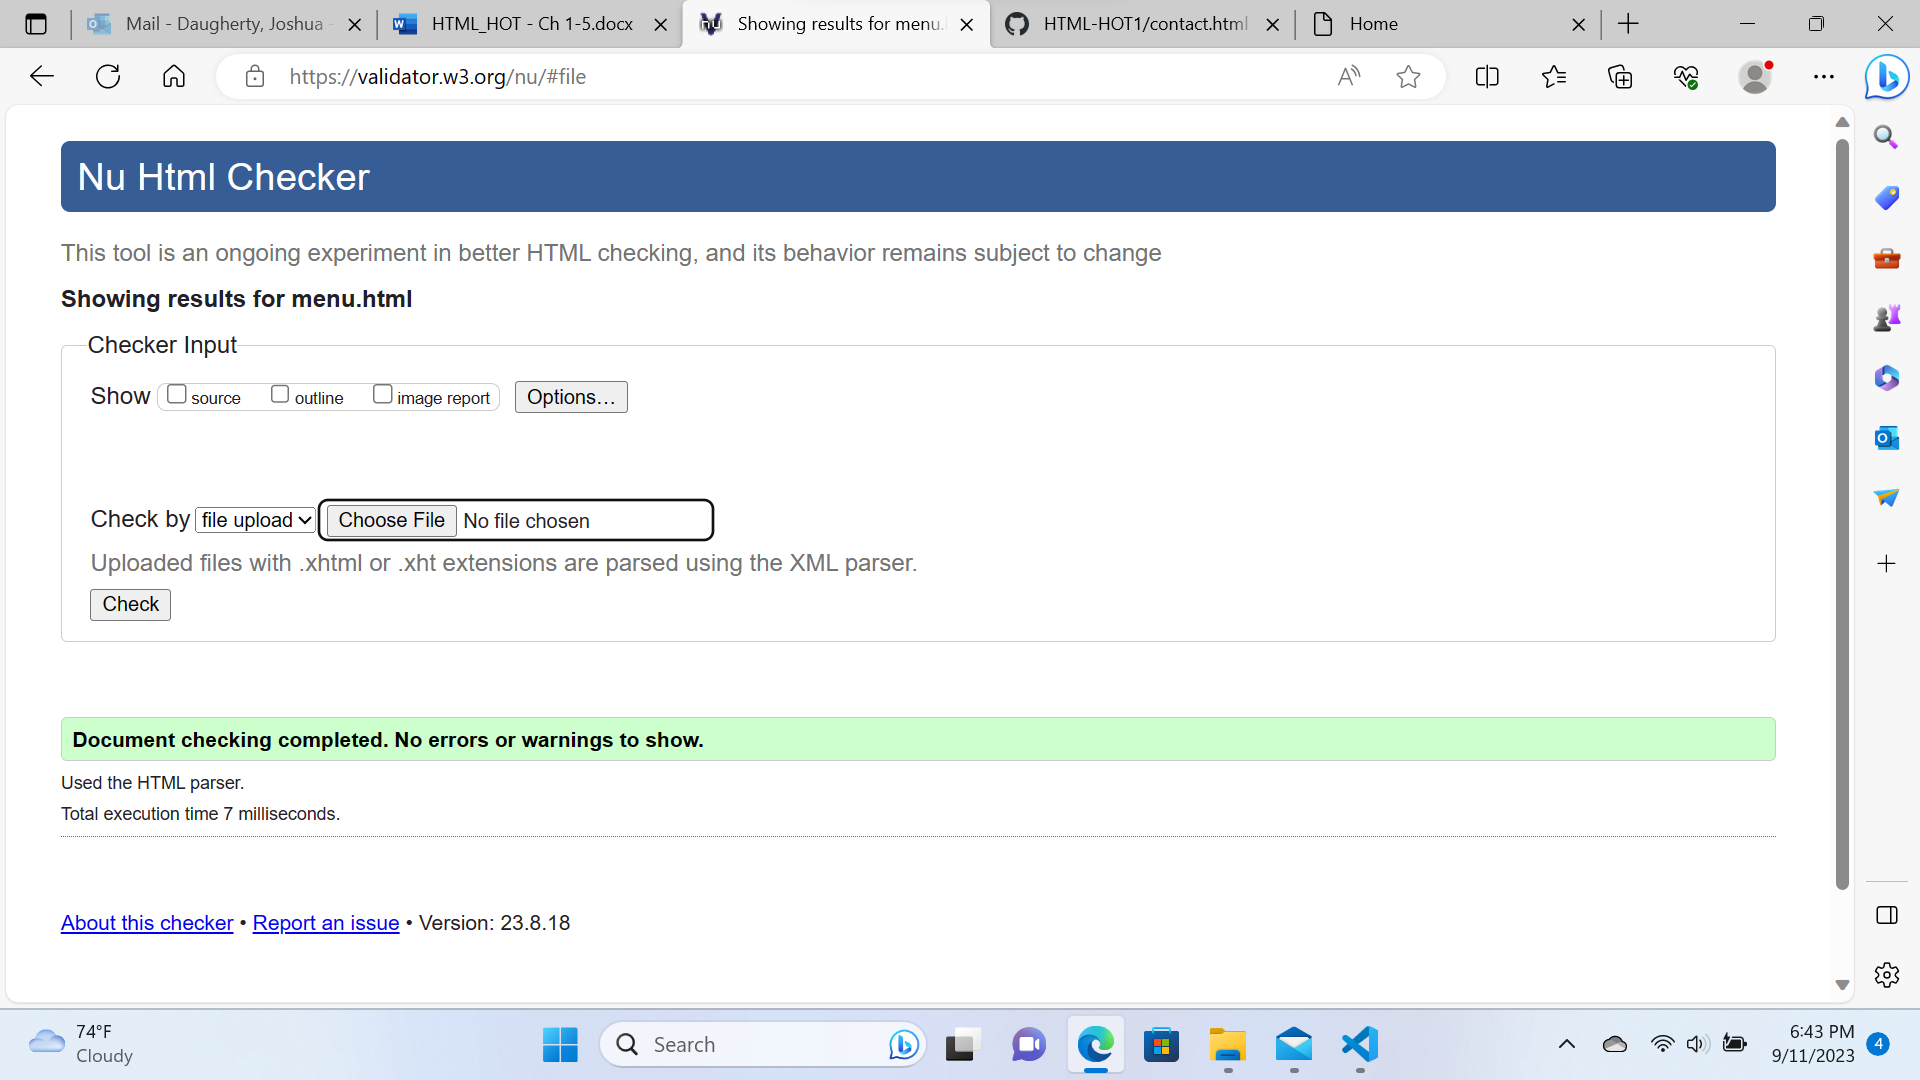 Mail - Daugherty, Joshua -
HTML_HOT - Ch 1-5.docx
Showing results for menu.
HTML-HOT1/contact.html
Home
https://validator.w3.org/nu/#file
Nu Html Checker
This tool is an ongoing experiment in better HTML checking, and its behavior remains subject to change
Showing results for menu.html
Checker Input
Show source outline image report Options…
Check by file upload Choose File No file chosen
Uploaded files with .xhtml or .xht extensions are parsed using the XML parser.
Check
Document checking completed. No errors or warnings to show.
Used the HTML parser.
Total execution time 7 milliseconds.
About this checker • Report an issue • Version: 23.8.18
74°F
Cloudy
Search
6:43 PM
9/11/2023
4